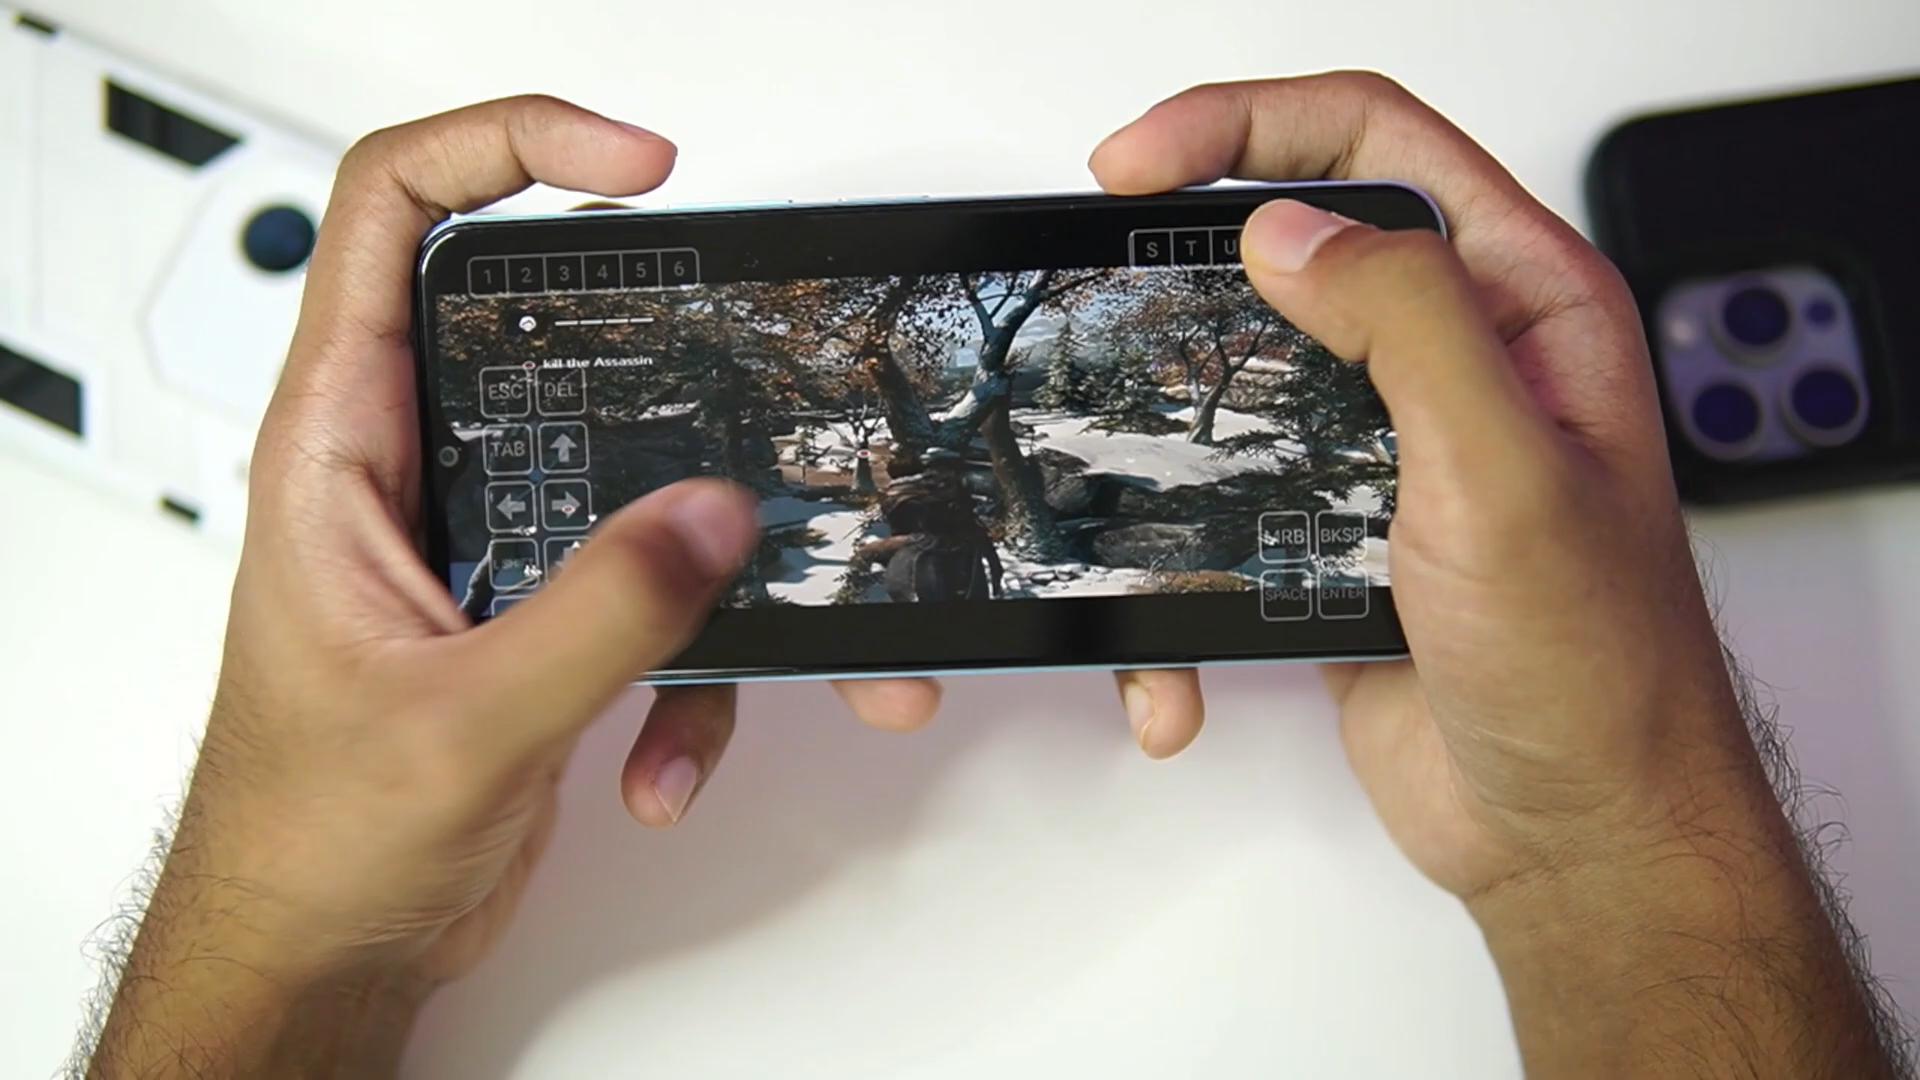 1 2 3 4 5 6
S T U
kill the Assassin
ESC DEL
TAB
MRB BKSP
SPACE ENTER